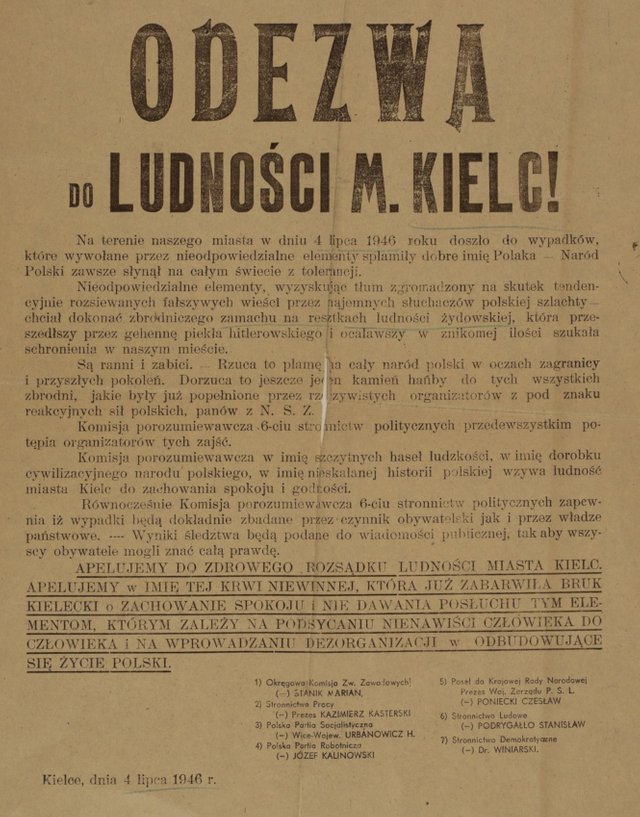 ODEZWA
DO LUDNOŚCI M. KIELC!
Na terenie naszego miasta w dniu 4 lipca 1946 roku doszło do wypadków,
które wywołane przez nieodpowiedzialne elementy splamiły dobre imię Polaka — Naród
Polski zawsze słynął na całym świecie z tolerancji.
Nieodpowiedzialne elementy, wyzyskując tłum zgromadzony na skutek tenden-
cyjnie rozsiewanych fałszywych wieści przez najemnych słuchaczów polskiej szlachty —
chciał dokonać zbrodniczego zamachu na resztkach ludności żydowskiej, która prze-
szedłszy przez gehennę piekła hitlerowskiego i ocalawszy w znikomej ilości szukała
schronienia w naszym mieście.
Są ranni i zabici. — Rzuca to plamę na cały naród polski w oczach zagranicy
i przyszłych pokoleń. Dorzuca to jeszcze jeden kamień hańby do tych wszystkich
zbrodni, jakie były już popełnione przez rzeczywistych organizatorów z pod znaku
reakcyjnych sił polskich, panów z N. S. Z.
Komisja porozumiewawcza 6-ciu stronnictw politycznych przedewszystkim po-
tępia organizatorów tych zajść.
Komisja porozumiewawcza w imię szczytnych haseł ludzkości, w imię dorobku
cywilizacyjnego narodu polskiego, w imię nieskalanej historii polskiej wzywa ludność
miasta Kielc do zachowania spokoju i godności.
Równocześnie Komisja porozumiewawcza 6-ciu stronnictw politycznych zapew-
nia iż wypadki będą dokładnie zbadane przez czynnik obywatelski jak i przez władze
państwowe. — Wyniki śledztwa będą podane do wiadomości publicznej, tak aby wszy-
scy obywatele mogli znać całą prawdę.
APELUJEMY DO ZDROWEGO ROZSĄDKU LUDNOŚCI MIASTA KIELC.
APELUJEMY w IMIĘ TEJ KRWI NIEWINNEJ, KTÓRA JUŻ ZABARWIŁA BRUK
KIELECKI o ZACHOWANIE SPOKOJU i NIE DAWANIA POSŁUCHU TYM ELE-
MENTOM, KTÓRYM ZALEŻY NA PODSYCANIU NIENAWIŚCI CZŁOWIEKA DO
CZŁOWIEKA i NA WPROWADZANIU DEZORGANIZACJI w ODBUDOWUJĄCE
SIĘ ŻYCIE POLSKI.
1) Okręgowa Komisja Zw. Zawodowych
(—) STANIK MARIAN,
2) Stronnictwo Pracy
(—) Prezes KAZIMIERZ KASTERSKI
3) Polska Partia Socjalistyczna
(—) Wice-Wojew. URBANOWICZ H.
4) Polska Partia Robotnicza
(—) JÓZEF KALINOWSKI
5) Poseł do Krajowej Rady Narodowej
Prezes Woj. Zarządu P. S. L.
(—) PONIECKI CZESŁAW
6) Stronnictwo Ludowe
(—) PODRYGAŁŁO STANISŁAW
7) Stronnictwo Demokratyczne
(—) Dr. WINIARSKI.
Kielce, dnia 4 lipca 1946 r.